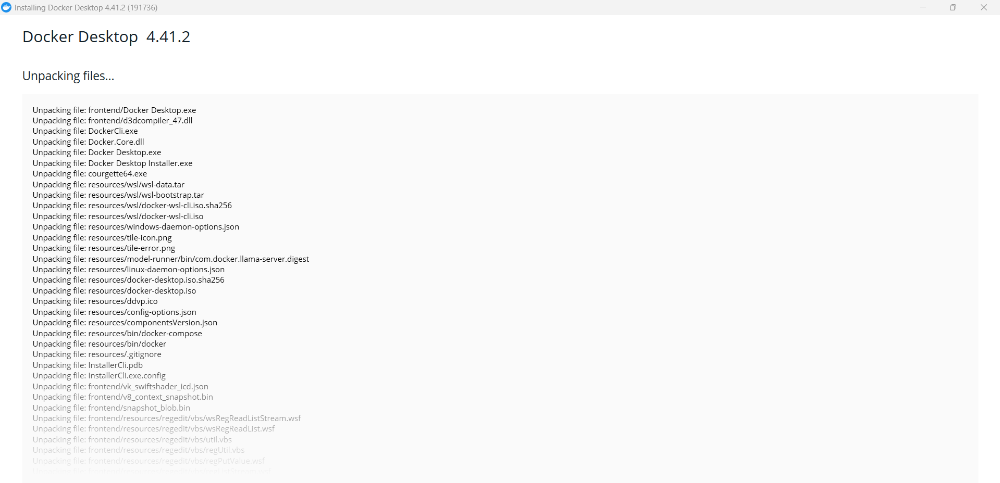 Installing Docker Desktop 4.41.2 (191736)
Docker Desktop 4.41.2
Unpacking files...
Unpacking file: frontend/Docker Desktop.exe
Unpacking file: frontend/d3dcompiler_47.dll
Unpacking file: DockerCli.exe
Unpacking file: Docker.Core.dll
Unpacking file: Docker Desktop.exe
Unpacking file: Docker Desktop Installer.exe
Unpacking file: courgette64.exe
Unpacking file: resources/wsl/wsl-data.tar
Unpacking file: resources/wsl/wsl-bootstrap.tar
Unpacking file: resources/wsl/docker-wsl-cli.iso.sha256
Unpacking file: resources/wsl/docker-wsl-cli.iso
Unpacking file: resources/windows-daemon-options.json
Unpacking file: resources/tile-icon.png
Unpacking file: resources/tile-error.png
Unpacking file: resources/model-runner/bin/com.docker.llama-server.digest
Unpacking file: resources/linux-daemon-options.json
Unpacking file: resources/docker-desktop.iso.sha256
Unpacking file: resources/docker-desktop.iso
Unpacking file: resources/ddvp.ico
Unpacking file: resources/config-options.json
Unpacking file: resources/componentsVersion.json
Unpacking file: resources/bin/docker-compose
Unpacking file: resources/bin/docker
Unpacking file: resources/.gitignore
Unpacking file: InstallerCli.pdb
Unpacking file: InstallerCli.exe.config
Unpacking file: frontend/vk_swiftshader_icd.json
Unpacking file: frontend/v8_context_snapshot.bin
Unpacking file: frontend/snapshot_blob.bin
Unpacking file: frontend/resources/regedit/vbs/wsRegReadListStream.wsf
Unpacking file: frontend/resources/regedit/vbs/wsRegReadList.wsf
Unpacking file: frontend/resources/regedit/vbs/util.vbs
Unpacking file: frontend/resources/regedit/vbs/regUtil.vbs
Unpacking file: frontend/resources/regedit/vbs/regPutValue.wsf
Unpacking file: frontend/resources/regedit/vbs/regListStream.wsf